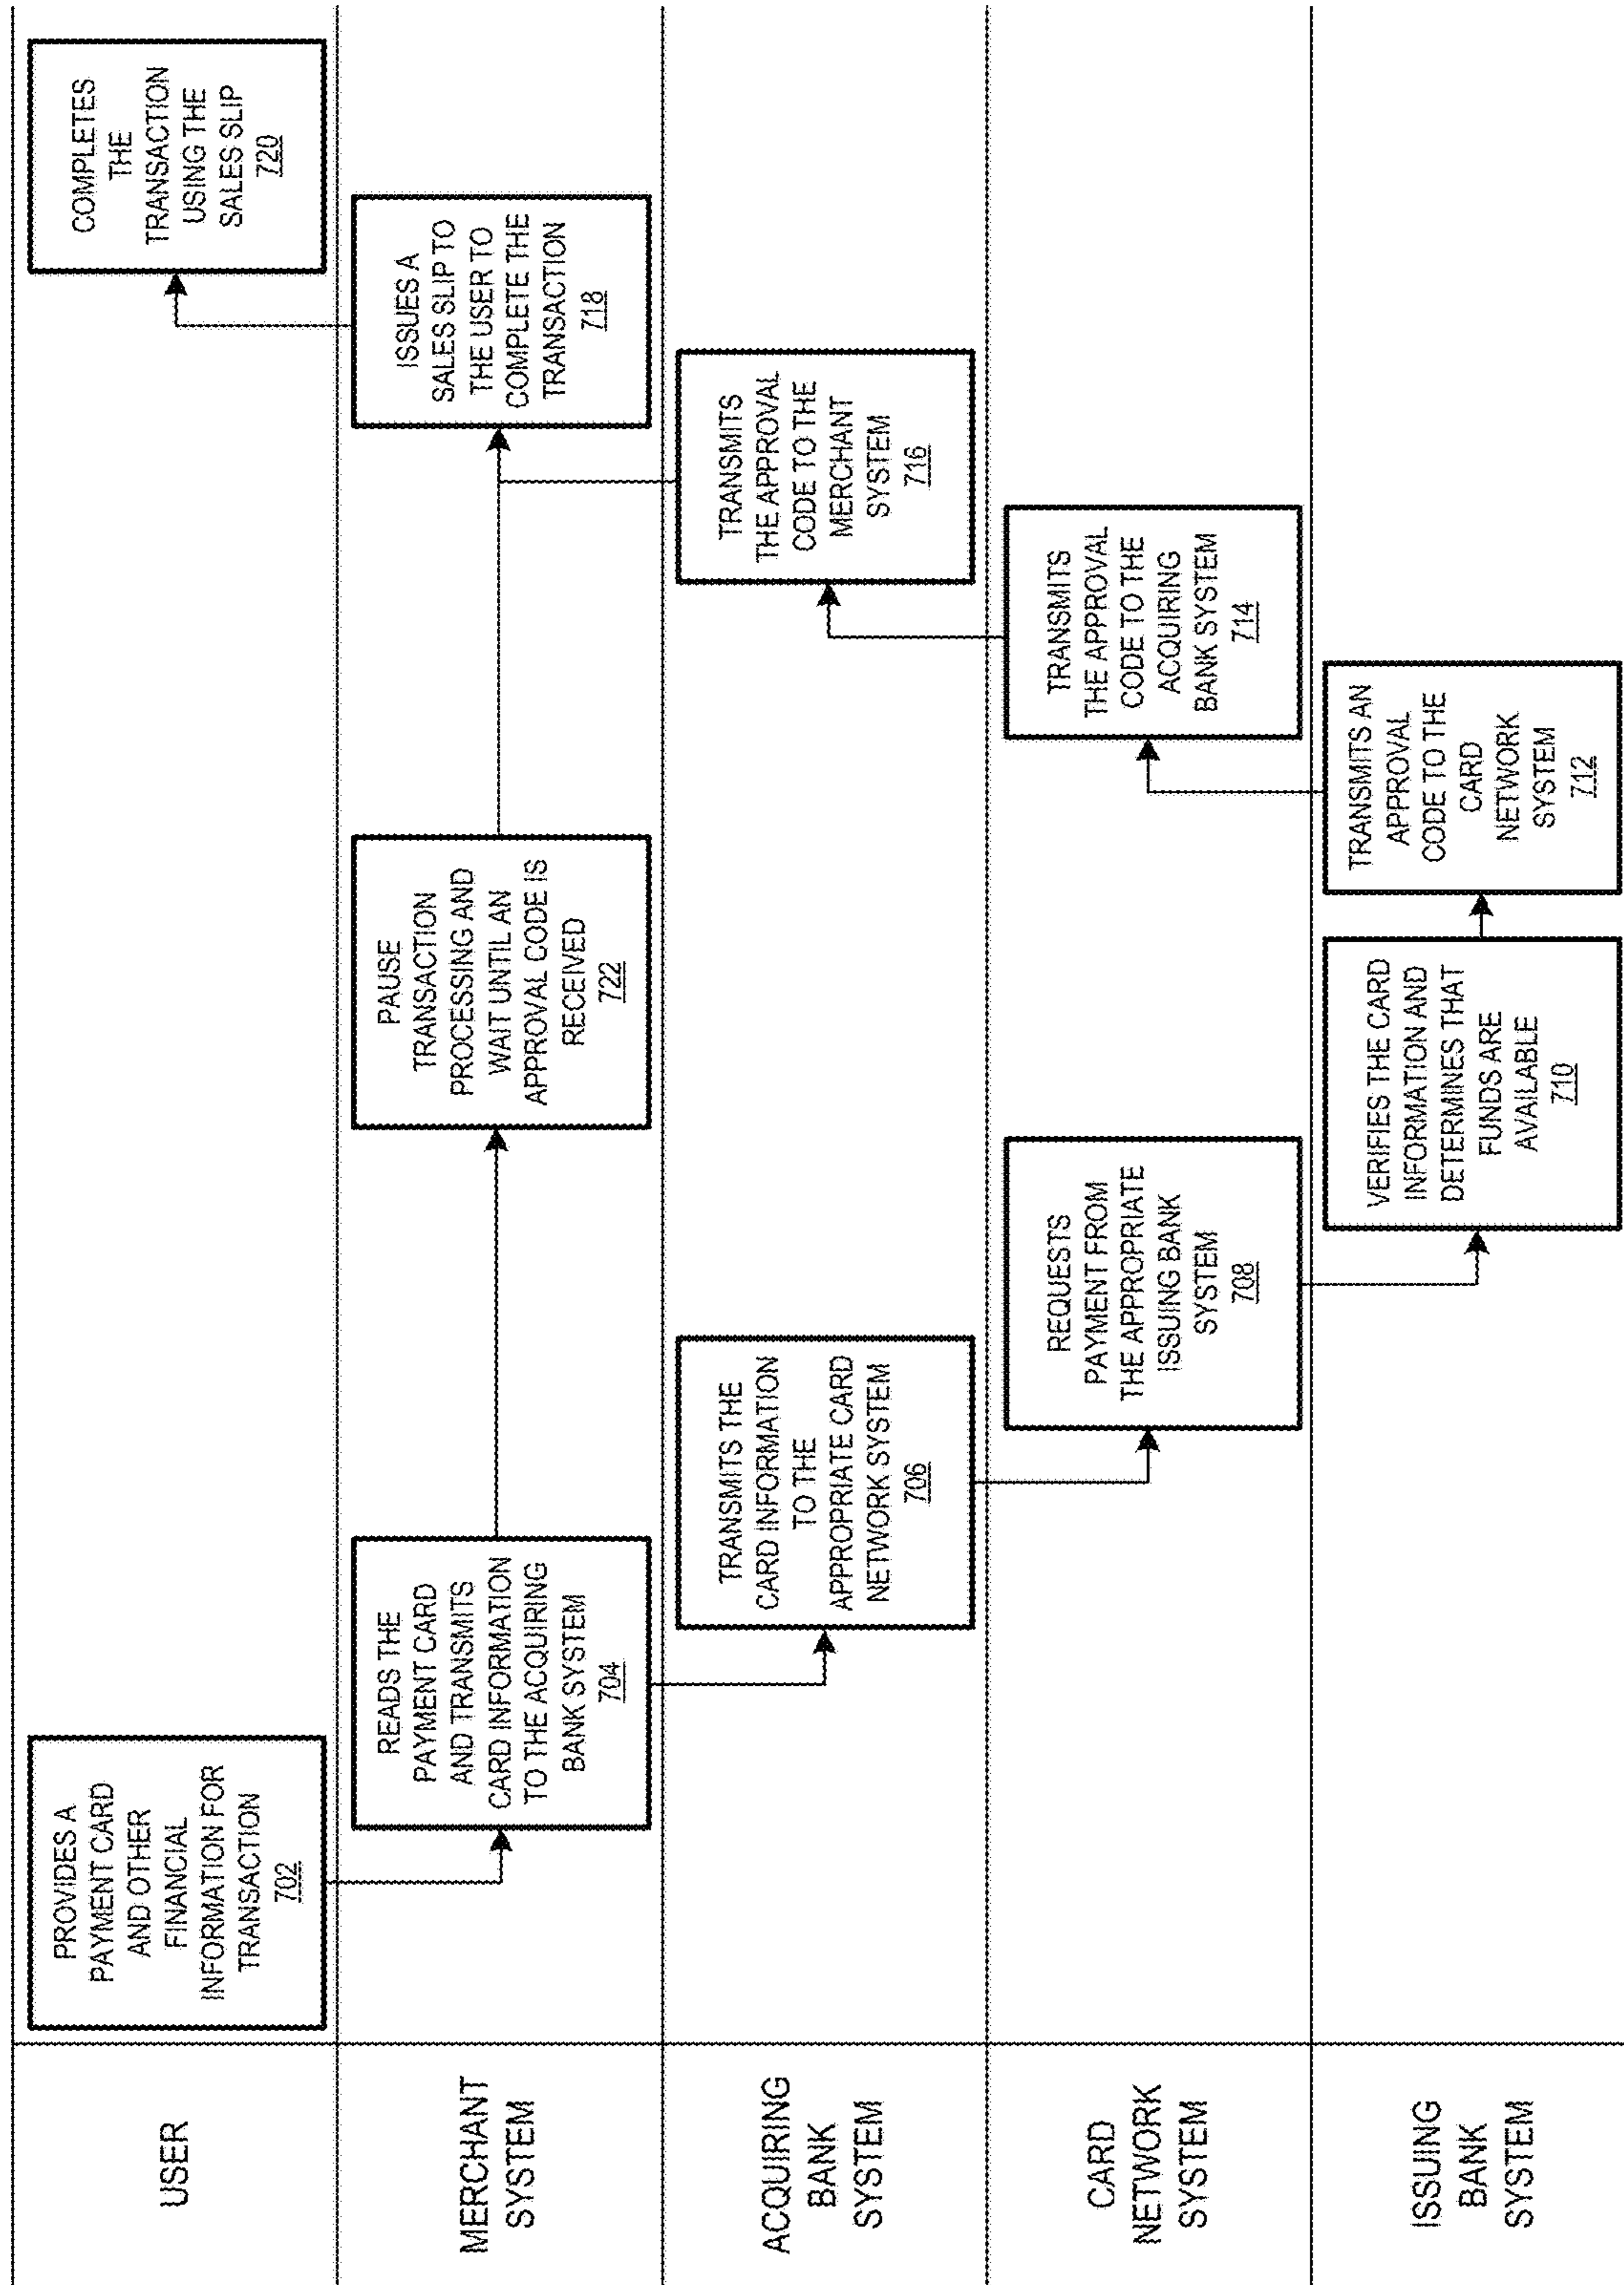 USER
PROVIDES A
PAYMENT CARD
AND OTHER
FINANCIAL
INFORMATION FOR
TRANSACTION
702
COMPLETES
THE
TRANSACTION
USING THE
SALES SLIP
720
MERCHANT
SYSTEM
READS THE
PAYMENT CARD
AND TRANSMITS
CARD INFORMATION
TO THE ACQUIRING
BANK SYSTEM
704
PAUSE
TRANSACTION
PROCESSING AND
WAIT UNTIL AN
APPROVAL CODE IS
RECEIVED
722
ISSUES A
SALES SLIP TO
THE USER TO
COMPLETE THE
TRANSACTION
718
ACQUIRING
BANK
SYSTEM
TRANSMITS THE
CARD INFORMATION
TO THE
APPROPRIATE CARD
NETWORK SYSTEM
706
TRANSMITS
THE APPROVAL
CODE TO THE
MERCHANT
SYSTEM
716
CARD
NETWORK
SYSTEM
REQUESTS
PAYMENT FROM
THE APPROPRIATE
ISSUING BANK
SYSTEM
708
TRANSMITS
THE APPROVAL
CODE TO THE
ACQUIRING
BANK SYSTEM
714
ISSUING
BANK
SYSTEM
VERIFIES THE CARD
INFORMATION AND
DETERMINES THAT
FUNDS ARE
AVAILABLE
710
TRANSMITS AN
APPROVAL
CODE TO THE
CARD
NETWORK
SYSTEM
712